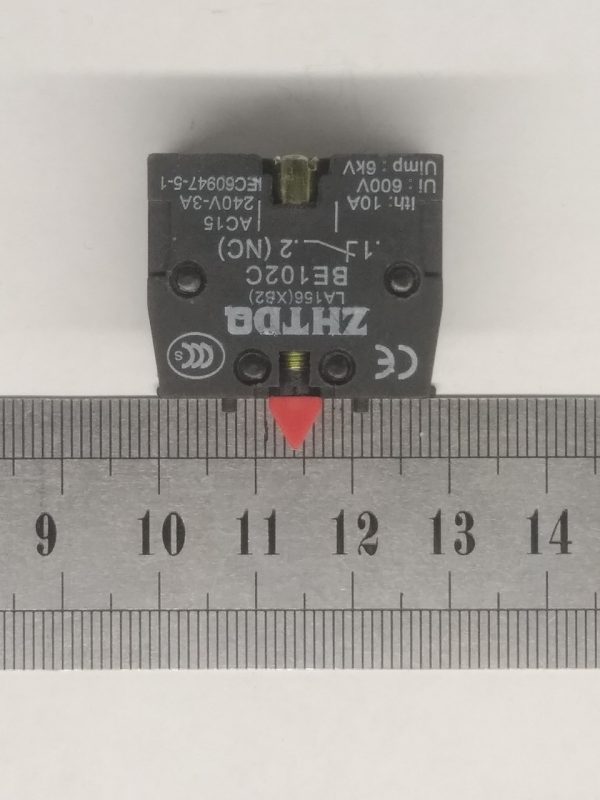 CE
CCC S
ZHTDQ
LA156(XB2)
BE102C
.1 .2 (NC)
AC15
Ith: 10A 240V-3A
Ui : 600V IEC60947-5-1
Uimp : 6kV
9 10 11 12 13 14